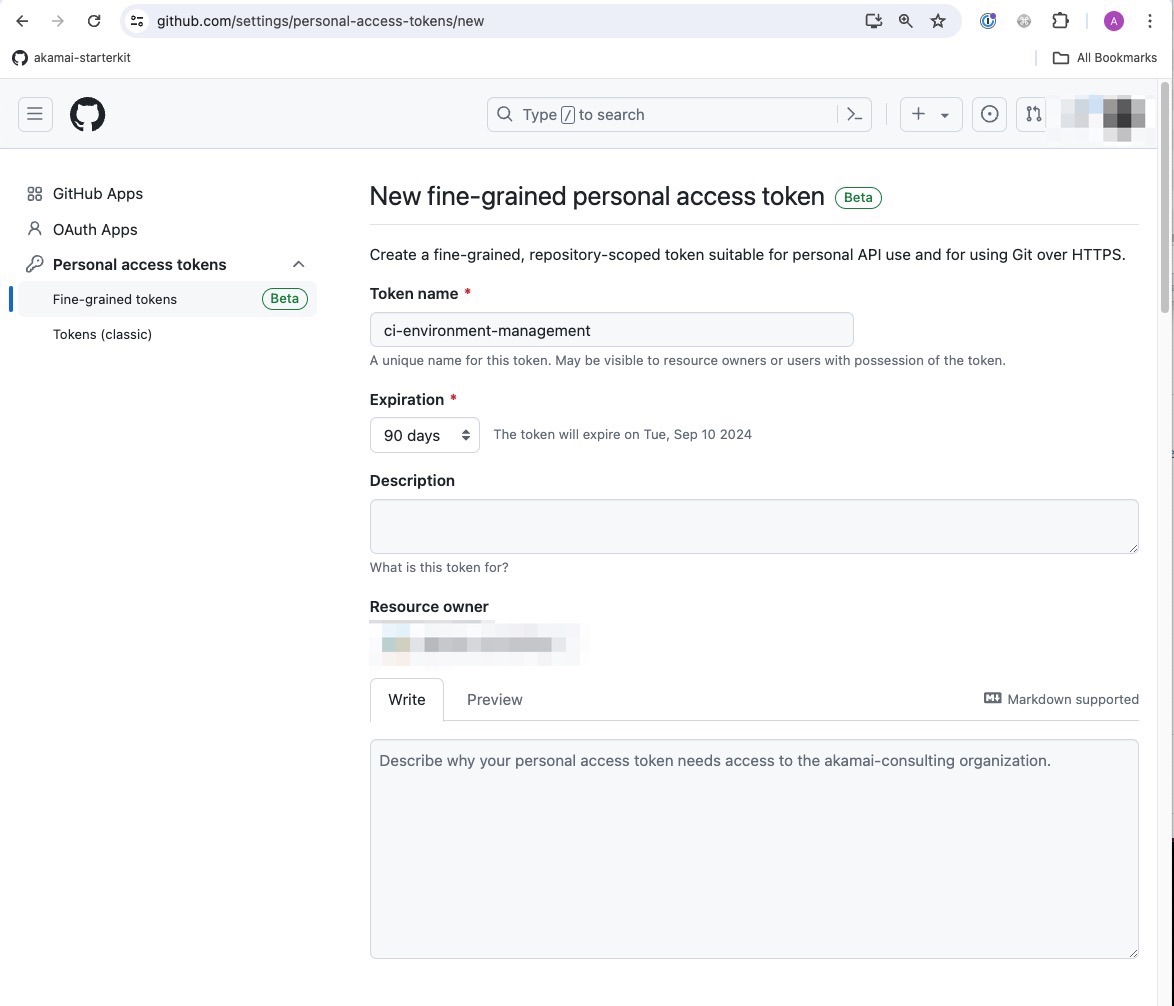 github.com/settings/personal-access-tokens/new
A
akamai-starterkit
All Bookmarks
Type / to search
GitHub Apps
OAuth Apps
Personal access tokens
Fine-grained tokens Beta
Tokens (classic)
New fine-grained personal access token Beta
Create a fine-grained, repository-scoped token suitable for personal API use and for using Git over HTTPS.
Token name *
ci-environment-management
A unique name for this token. May be visible to resource owners or users with possession of the token.
Expiration *
90 days The token will expire on Tue, Sep 10 2024
Description
What is this token for?
Resource owner
Write Preview Markdown supported
Describe why your personal access token needs access to the akamai-consulting organization.